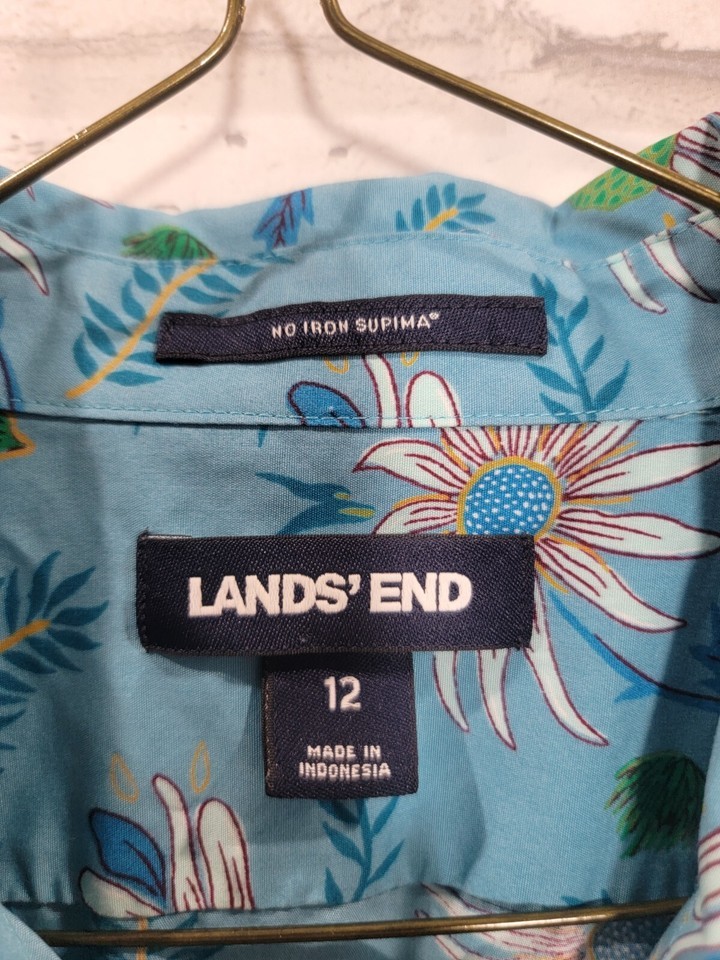 NO IRON SUPIMA®
LANDS' END
12
MADE IN
INDONESIA